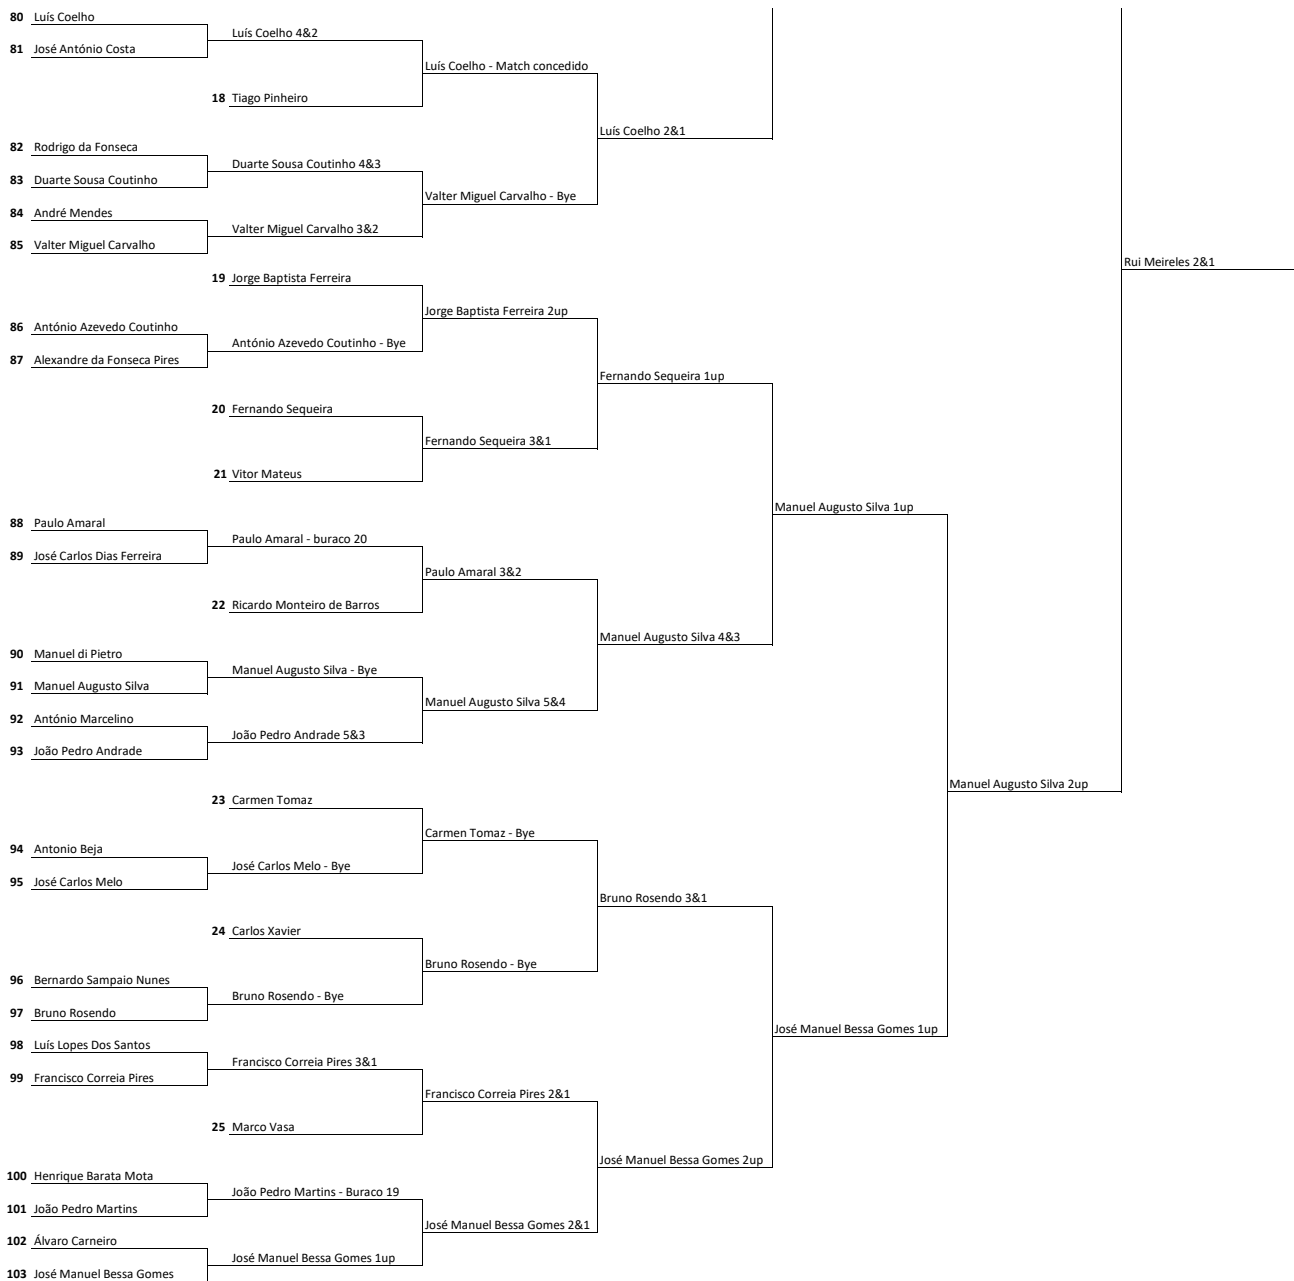 80 Luís Coelho
Luís Coelho 4&2
81 José António Costa
Luís Coelho - Match concedido
18 Tiago Pinheiro
Luís Coelho 2&1
82 Rodrigo da Fonseca
Duarte Sousa Coutinho 4&3
83 Duarte Sousa Coutinho
Valter Miguel Carvalho - Bye
84 André Mendes
Valter Miguel Carvalho 3&2
85 Valter Miguel Carvalho
Rui Meireles 2&1
19 Jorge Baptista Ferreira
Jorge Baptista Ferreira 2up
86 António Azevedo Coutinho
António Azevedo Coutinho - Bye
87 Alexandre da Fonseca Pires
Fernando Sequeira 1up
20 Fernando Sequeira
Fernando Sequeira 3&1
21 Vitor Mateus
Manuel Augusto Silva 1up
88 Paulo Amaral
Paulo Amaral - buraco 20
89 José Carlos Dias Ferreira
Paulo Amaral 3&2
22 Ricardo Monteiro de Barros
Manuel Augusto Silva 4&3
90 Manuel di Pietro
Manuel Augusto Silva - Bye
91 Manuel Augusto Silva
Manuel Augusto Silva 5&4
92 António Marcelino
João Pedro Andrade 5&3
93 João Pedro Andrade
Manuel Augusto Silva 2up
23 Carmen Tomaz
Carmen Tomaz - Bye
94 Antonio Beja
José Carlos Melo - Bye
95 José Carlos Melo
Bruno Rosendo 3&1
24 Carlos Xavier
Bruno Rosendo - Bye
96 Bernardo Sampaio Nunes
Bruno Rosendo - Bye
97 Bruno Rosendo
José Manuel Bessa Gomes 1up
98 Luís Lopes Dos Santos
Francisco Correia Pires 3&1
99 Francisco Correia Pires
Francisco Correia Pires 2&1
25 Marco Vasa
José Manuel Bessa Gomes 2up
100 Henrique Barata Mota
João Pedro Martins - Buraco 19
101 João Pedro Martins
José Manuel Bessa Gomes 2&1
102 Álvaro Carneiro
José Manuel Bessa Gomes 1up
103 José Manuel Bessa Gomes